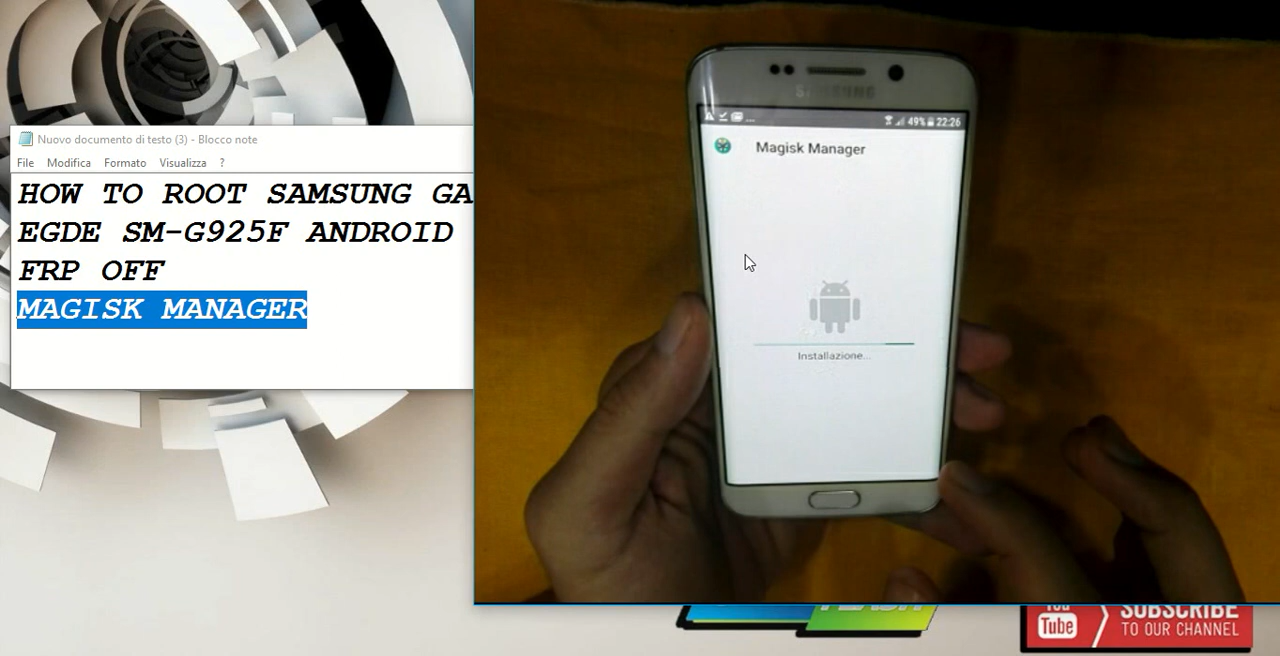 Nuovo documento di testo (3) - Blocco note
File Modifica Formato Visualizza ?
HOW TO ROOT SAMSUNG GA
EGDE SM-G925F ANDROID
FRP OFF
MAGISK MANAGER
SAMSUNG
49% 22:26
Magisk Manager
Installazione...
FLASH
You
Tube
SUBSCRIBE
TO OUR CHANNEL